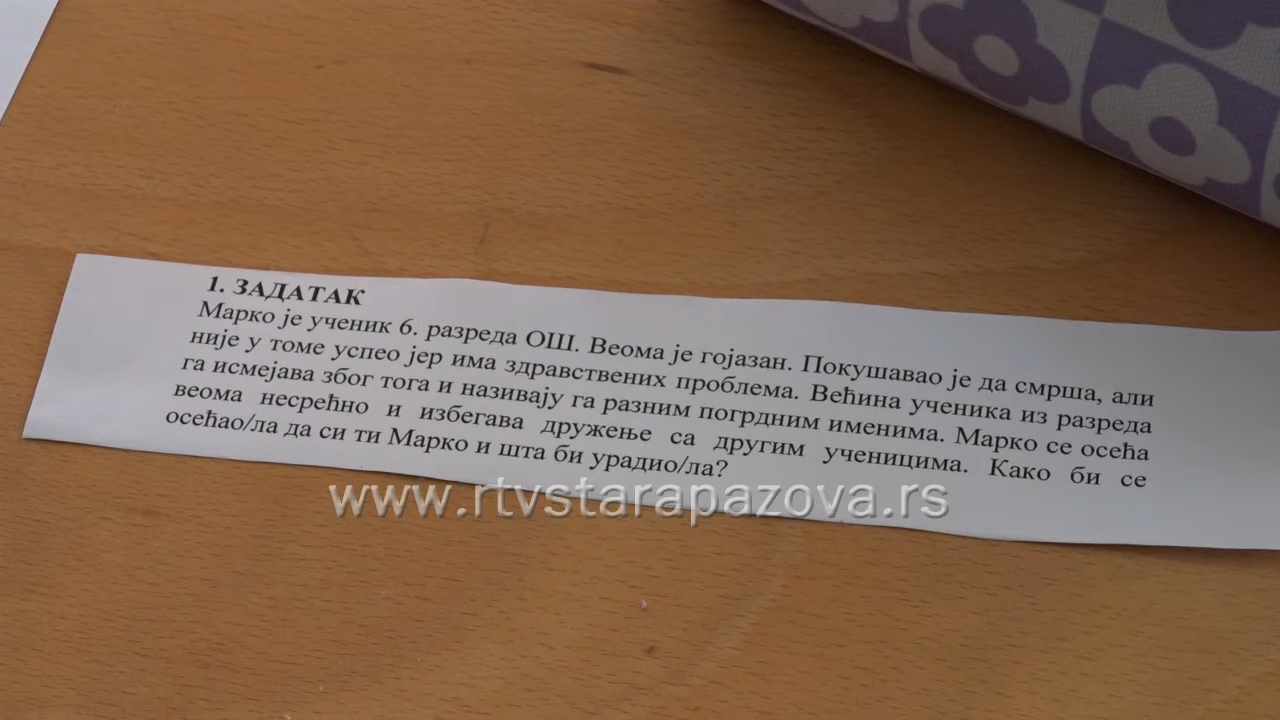 1. ЗАДАТАК
Марко је ученик 6. разреда ОШ. Веома је гојазан. Покушавао је да смрша, али
није у томе успео јер има здравствених проблема. Већина ученика из разреда
га исмејава због тога и називају га разним погрдним именима. Марко се осећа
веома несрећно и избегава дружење са другим ученицима. Како би се
осећао/ла да си ти Марко и шта би урадио/ла?
www.rtvstarapazova.rs